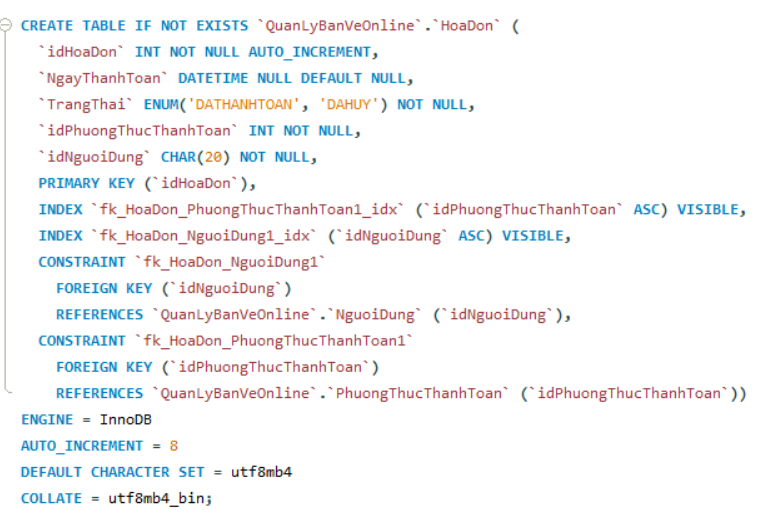 CREATE TABLE IF NOT EXISTS `QuanLyBanVeOnline`.`HoaDon` (
`idHoaDon` INT NOT NULL AUTO_INCREMENT,
`NgayThanhToan` DATETIME NULL DEFAULT NULL,
`TrangThai` ENUM('DATHANHTOAN', 'DAHUY') NOT NULL,
`idPhuongThucThanhToan` INT NOT NULL,
`idNguoiDung` CHAR(20) NOT NULL,
PRIMARY KEY (`idHoaDon`),
INDEX `fk_HoaDon_PhuongThucThanhToan1_idx` (`idPhuongThucThanhToan` ASC) VISIBLE,
INDEX `fk_HoaDon_NguoiDung1_idx` (`idNguoiDung` ASC) VISIBLE,
CONSTRAINT `fk_HoaDon_NguoiDung1`
FOREIGN KEY (`idNguoiDung`)
REFERENCES `QuanLyBanVeOnline`.`NguoiDung` (`idNguoiDung`),
CONSTRAINT `fk_HoaDon_PhuongThucThanhToan1`
FOREIGN KEY (`idPhuongThucThanhToan`)
REFERENCES `QuanLyBanVeOnline`.`PhuongThucThanhToan` (`idPhuongThucThanhToan`))
ENGINE = InnoDB
AUTO_INCREMENT = 8
DEFAULT CHARACTER SET = utf8mb4
COLLATE = utf8mb4_bin;